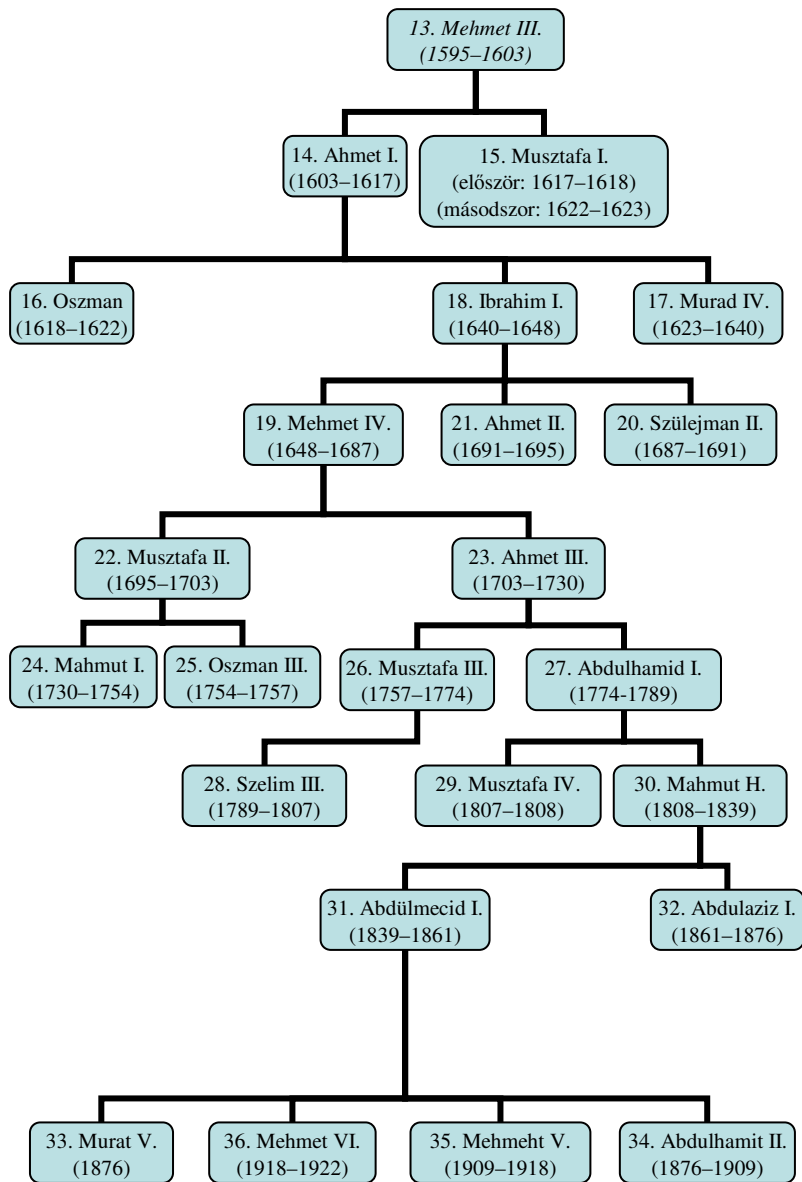 13. Mehmet III.
(1595–1603)
14. Ahmet I.
(1603–1617)
15. Musztafa I.
(először: 1617–1618)
(másodszor: 1622–1623)
16. Oszman
(1618–1622)
18. Ibrahim I.
(1640–1648)
17. Murad IV.
(1623–1640)
19. Mehmet IV.
(1648–1687)
21. Ahmet II.
(1691–1695)
20. Szülejman II.
(1687–1691)
22. Musztafa II.
(1695–1703)
23. Ahmet III.
(1703–1730)
24. Mahmut I.
(1730–1754)
25. Oszman III.
(1754–1757)
26. Musztafa III.
(1757–1774)
27. Abdulhamid I.
(1774-1789)
28. Szelim III.
(1789–1807)
29. Musztafa IV.
(1807–1808)
30. Mahmut H.
(1808–1839)
31. Abdülmecid I.
(1839–1861)
32. Abdulaziz I.
(1861–1876)
33. Murat V.
(1876)
36. Mehmet VI.
(1918–1922)
35. Mehmeht V.
(1909–1918)
34. Abdulhamit II.
(1876–1909)